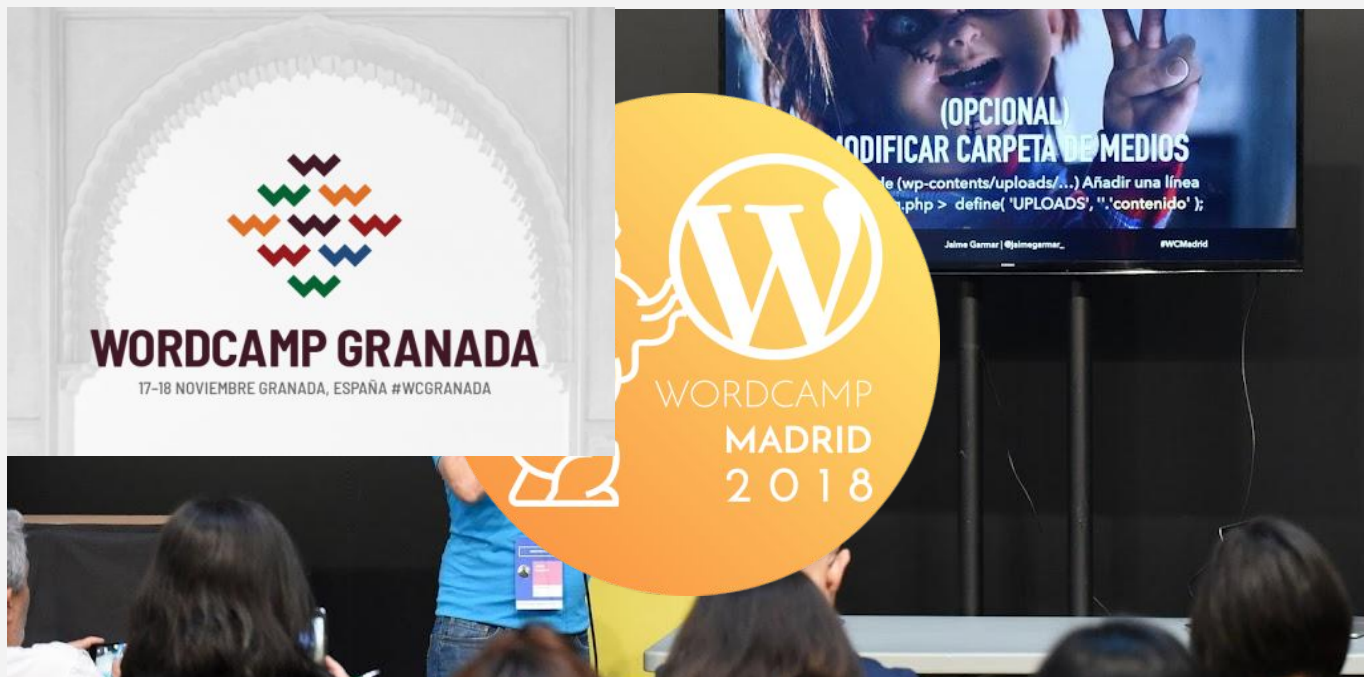 WORDCAMP GRANADA
17-18 NOVIEMBRE GRANADA, ESPAÑA #WCGRANADA
(OPCIONAL)
MODIFICAR CARPETA DE MEDIOS
(wp-contents/uploads/...) Añadir una línea
.php > define( 'UPLOADS', ''.'contenido' );
Jaime Garmar | @jaimegarmar_
#WCMadrid
W
WORDCAMP
MADRID
2018